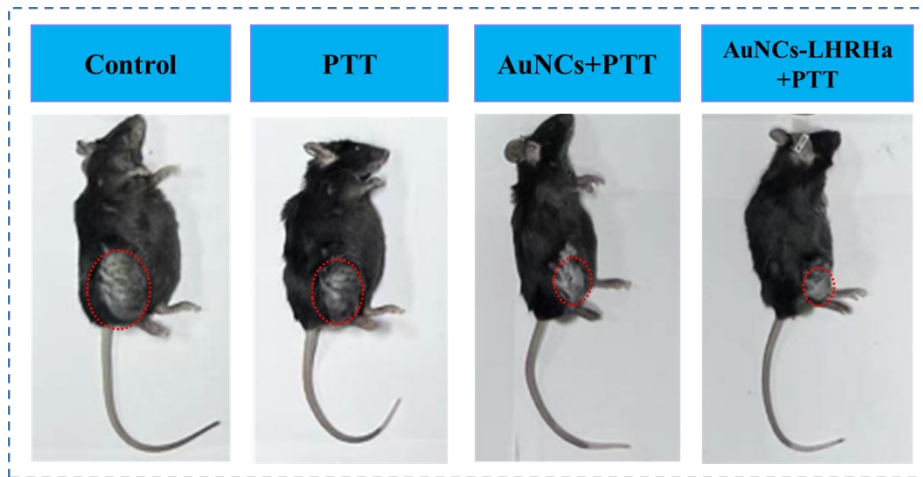 Control
PTT
AuNCs+PTT
AuNCs-LHRHa
+PTT